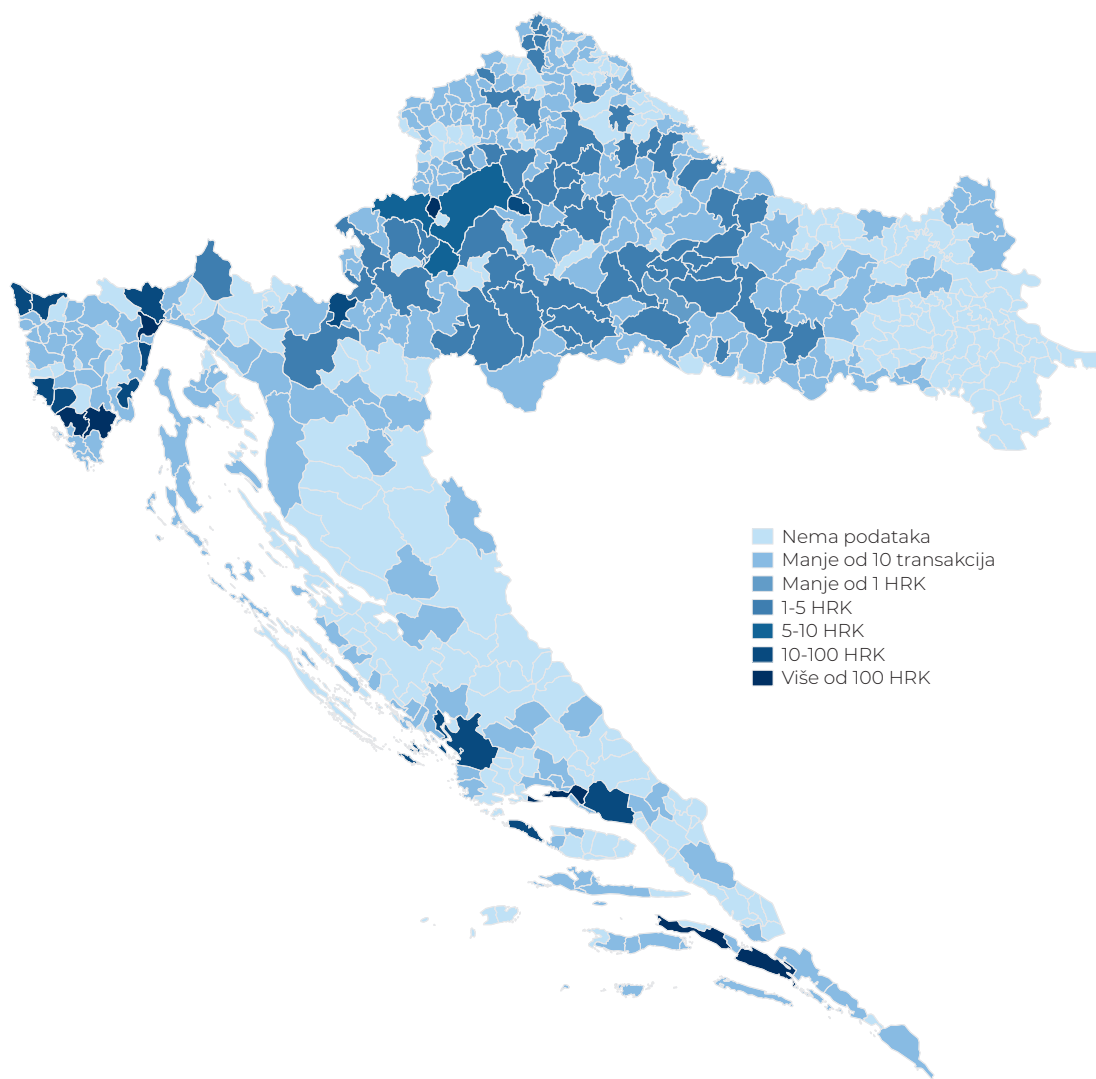 Nema podataka
Manje od 10 transakcija
Manje od 1 HRK
1-5 HRK
5-10 HRK
10-100 HRK
Više od 100 HRK